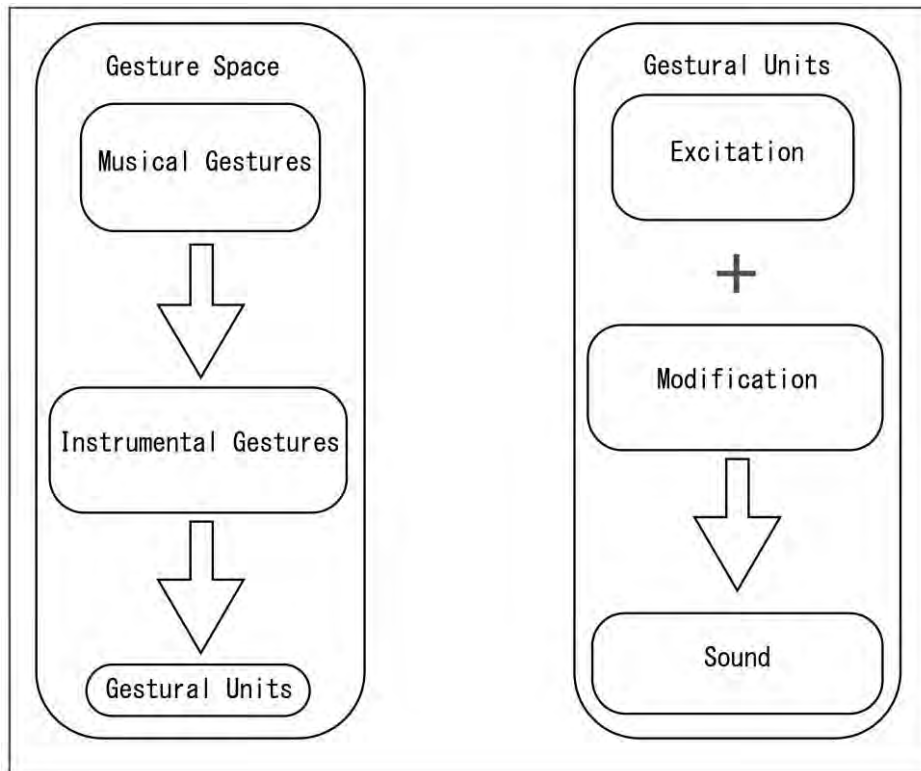 Gesture Space
Musical Gestures
Instrumental Gestures
Gestural Units
Gestural Units
Excitation
+
Modification
Sound